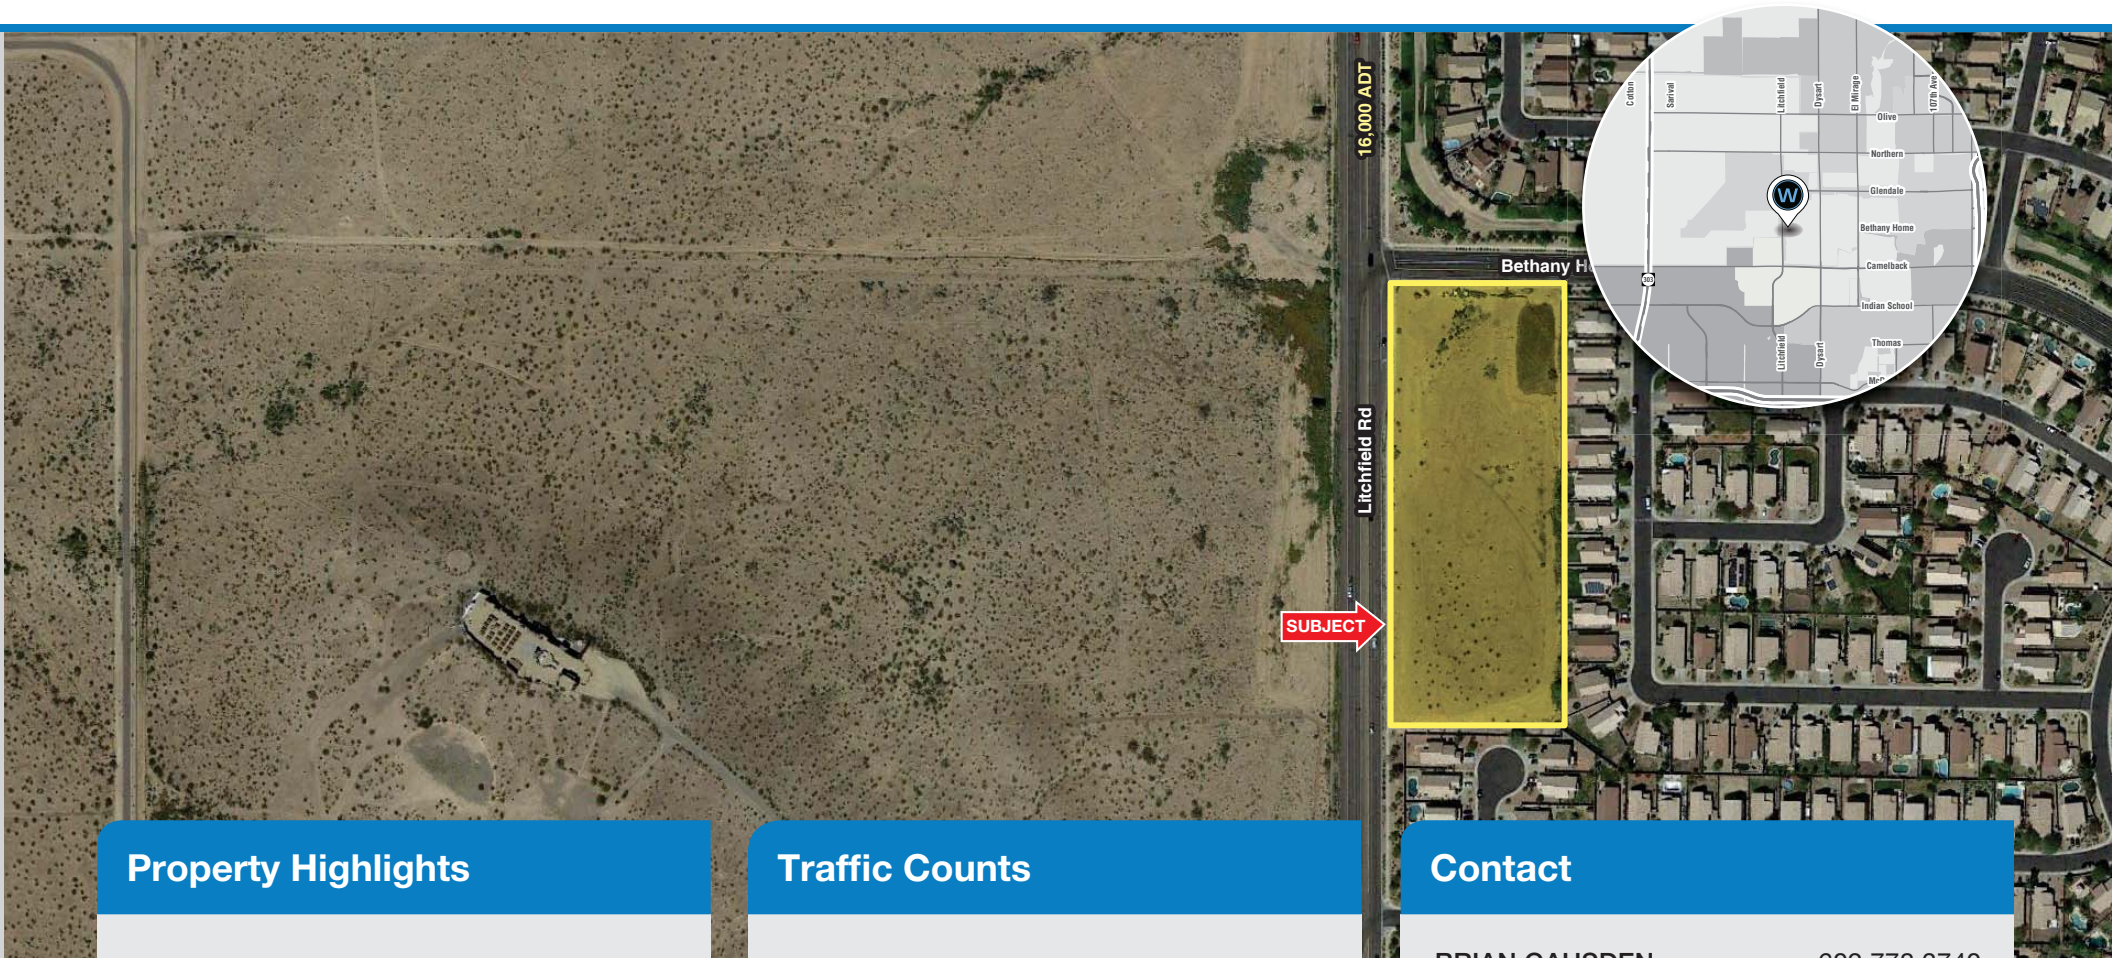 16,000 ADT
Litchfield Rd
Bethany
SUBJECT
Cotton
Sarival
Litchfield
Dysart
El Mirage
107th Ave
Olive
Northern
Glendale
W
Bethany Home
Camelback
303
Indian School
Thomas
Litchfield
Dysart
Property Highlights
Traffic Counts
Contact